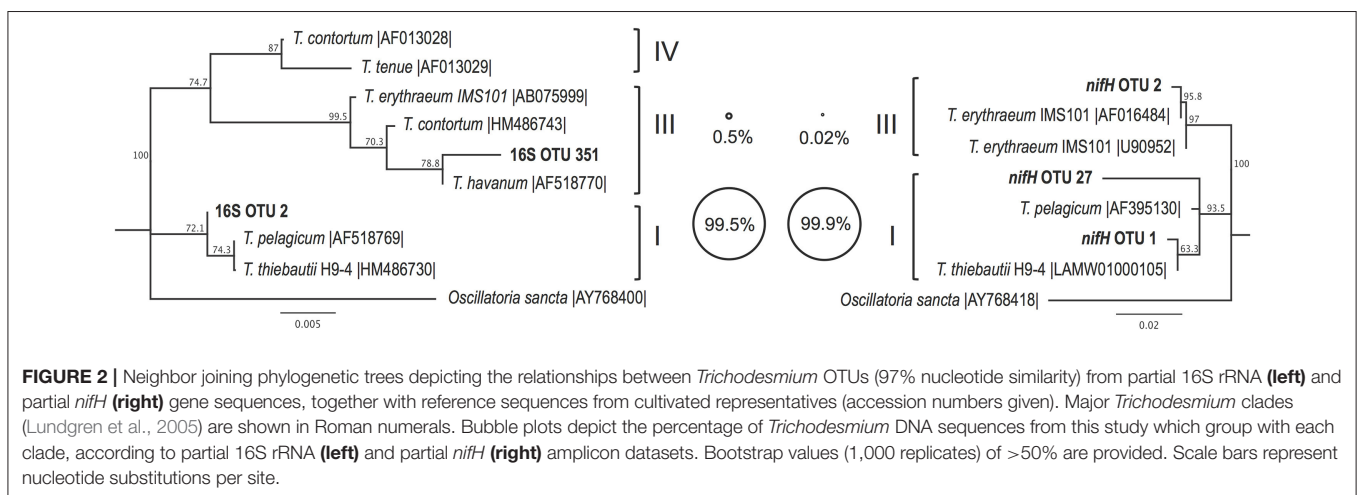 T. contortum |AF013028|
87
T. tenue |AF013029|
IV
74.7
T. erythraeum IMS101 |AB075999|
99.5
T. contortum |HM486743|
70.3
16S OTU 351
78.8
T. havanum |AF518770|
III
100
16S OTU 2
72.1
T. pelagicum |AF518769|
74.3
T. thiebautii H9-4 |HM486730|
I
Oscillatoria sancta |AY768400|
0.005
0.5%
0.02%
99.5%
99.9%
III
nifH OTU 2
95.8
T. erythraeum IMS101 |AF016484|
97
T. erythraeum IMS101 |U90952|
100
I
nifH OTU 27
T. pelagicum |AF395130|
93.5
nifH OTU 1
63.3
T. thiebautii H9-4 |LAMW01000105|
Oscillatoria sancta |AY768418|
0.02
FIGURE 2 | Neighbor joining phylogenetic trees depicting the relationships between Trichodesmium OTUs (97% nucleotide similarity) from partial 16S rRNA (left) and
partial nifH (right) gene sequences, together with reference sequences from cultivated representatives (accession numbers given). Major Trichodesmium clades
(Lundgren et al., 2005) are shown in Roman numerals. Bubble plots depict the percentage of Trichodesmium DNA sequences from this study which group with each
clade, according to partial 16S rRNA (left) and partial nifH (right) amplicon datasets. Bootstrap values (1,000 replicates) of >50% are provided. Scale bars represent
nucleotide substitutions per site.